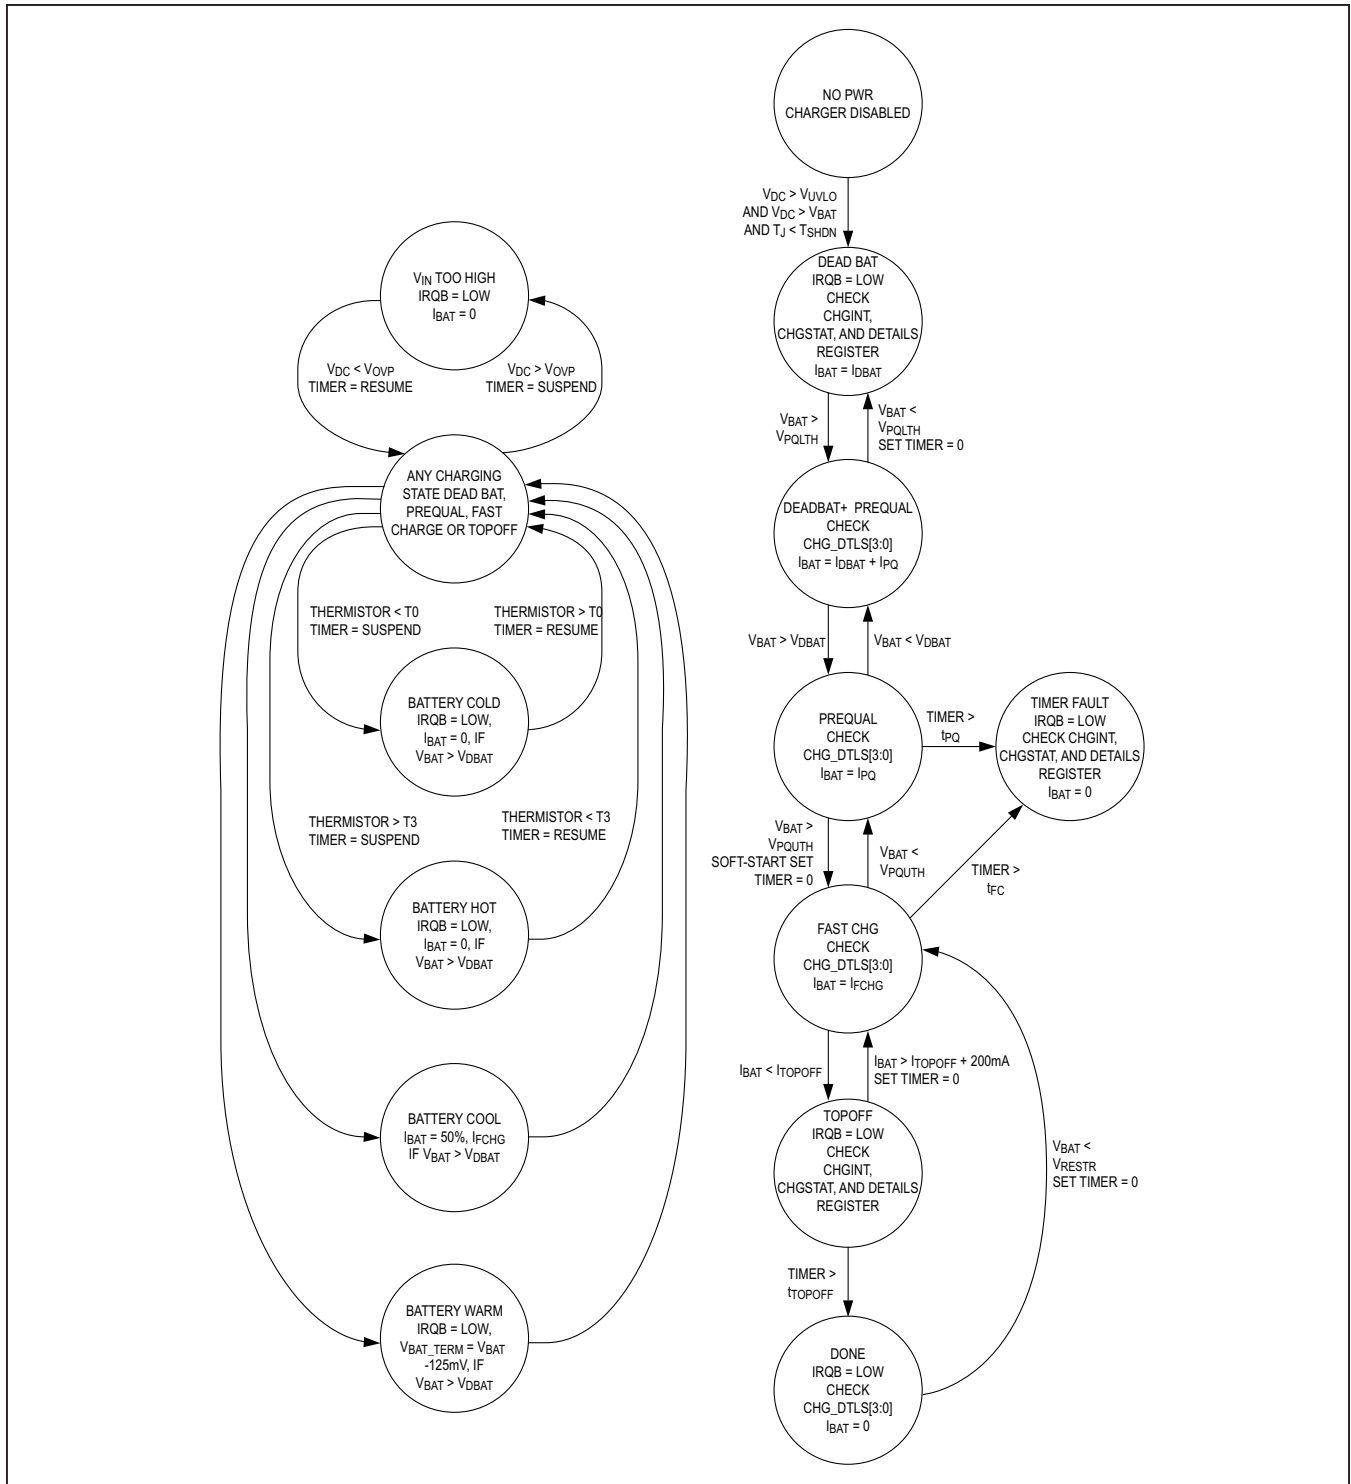 NO PWR
CHARGER DISABLED
VDC > VUVLO
AND VDC > VBAT
AND TJ < TSHDN
DEAD BAT
IRQB = LOW
CHECK
CHGINT,
CHGSTAT, AND DETAILS
REGISTER
IBAT = IDBAT
VBAT >
VPQLTH
VBAT <
VPQLTH
SET TIMER = 0
DEADBAT+ PREQUAL
CHECK
CHG_DTLS[3:0]
IBAT = IDBAT + IPQ
VBAT > VDBAT
VBAT < VDBAT
PREQUAL
CHECK
CHG_DTLS[3:0]
IBAT = IPQ
TIMER >
tPQ
TIMER FAULT
IRQB = LOW
CHECK CHGINT,
CHGSTAT, AND DETAILS
REGISTER
IBAT = 0
VBAT >
VPQUTH
SOFT-START SET
TIMER = 0
VBAT <
VPQUTH
TIMER >
tFC
FAST CHG
CHECK
CHG_DTLS[3:0]
IBAT = IFCHG
IBAT < ITOPOFF
IBAT > ITOPOFF + 200mA
SET TIMER = 0
TOPOFF
IRQB = LOW
CHECK
CHGINT,
CHGSTAT, AND DETAILS
REGISTER
VBAT <
VRESTR
SET TIMER = 0
TIMER >
tTOPOFF
DONE
IRQB = LOW
CHECK
CHG_DTLS[3:0]
IBAT = 0
VIN TOO HIGH
IRQB = LOW
IBAT = 0
VDC < VOVP
TIMER = RESUME
VDC > VOVP
TIMER = SUSPEND
ANY CHARGING
STATE DEAD BAT,
PREQUAL, FAST
CHARGE OR TOPOFF
THERMISTOR < T0
TIMER = SUSPEND
THERMISTOR > T0
TIMER = RESUME
BATTERY COLD
IRQB = LOW,
IBAT = 0, IF
VBAT > VDBAT
THERMISTOR > T3
TIMER = SUSPEND
THERMISTOR < T3
TIMER = RESUME
BATTERY HOT
IRQB = LOW,
IBAT = 0, IF
VBAT > VDBAT
BATTERY COOL
IBAT = 50%, IFCHG
IF VBAT > VDBAT
BATTERY WARM
IRQB = LOW,
VBAT_TERM = VBAT
-125mV, IF
VBAT > VDBAT